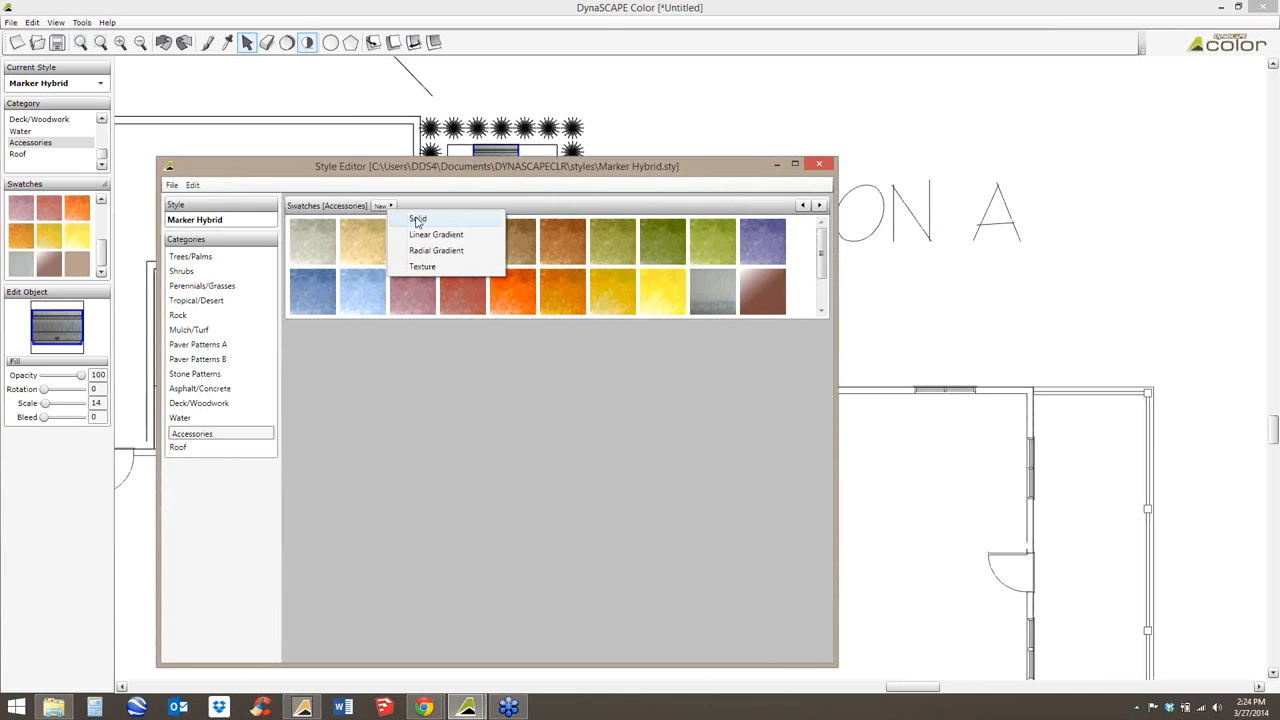 DynaSCAPE Color [*Untitled]
File Edit View Tools Help
DynaSCAPE
color
Current Style
Marker Hybrid
Category
Deck/Woodwork
Water
Accessories
Roof
Swatches
Edit Object
Fill
Opacity 100
Rotation 0
Scale 14
Bleed 0
Style Editor [C:\Users\DDS4\Documents\DYNASCAPECLR\styles\Marker Hybrid.sty]
File Edit
Style
Marker Hybrid
Categories
Trees/Palms
Shrubs
Perennials/Grasses
Tropical/Desert
Rock
Mulch/Turf
Paver Patterns A
Paver Patterns B
Stone Patterns
Asphalt/Concrete
Deck/Woodwork
Water
Accessories
Roof
Swatches [Accessories] New
Solid
Linear Gradient
Radial Gradient
Texture
ON A
2:24 PM
3/27/2014